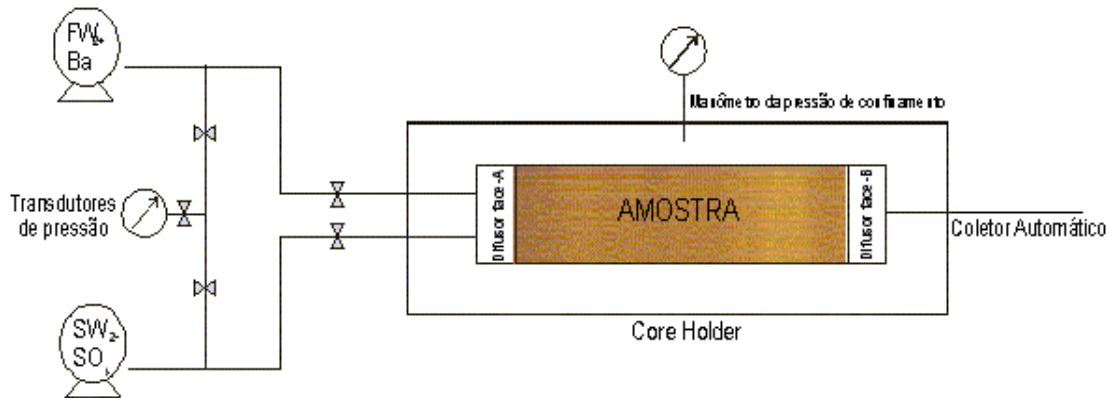 FW
Ba
Manômetro da pressão de confinamento
Difusor face-A
AMOSTRA
Difusor face-B
Transdutores
de pressão
Coletor Automático
SW
SO
Core Holder